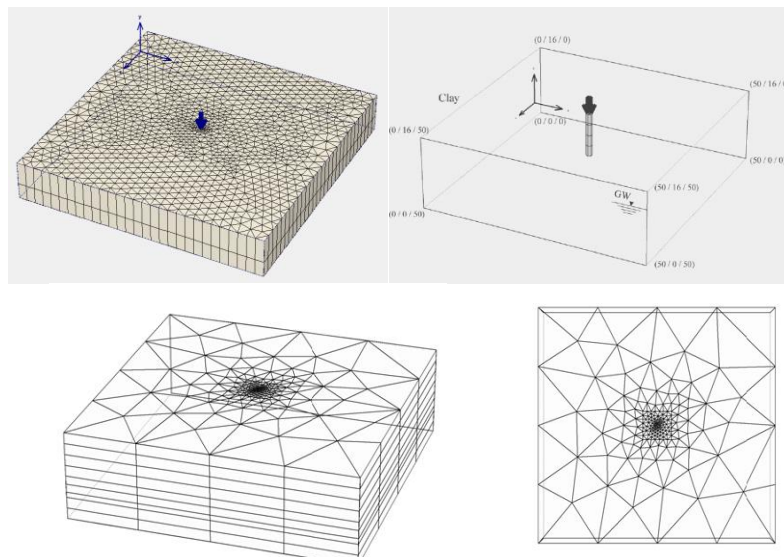 Y
(0 / 16 / 0)
Clay
(50 / 16 / 0)
(0 / 16 / 50)
(0 / 0 / 0)
(50 / 0 / 0)
(50 / 16 / 50)
GW
(0 / 0 / 50)
(50 / 0 / 50)